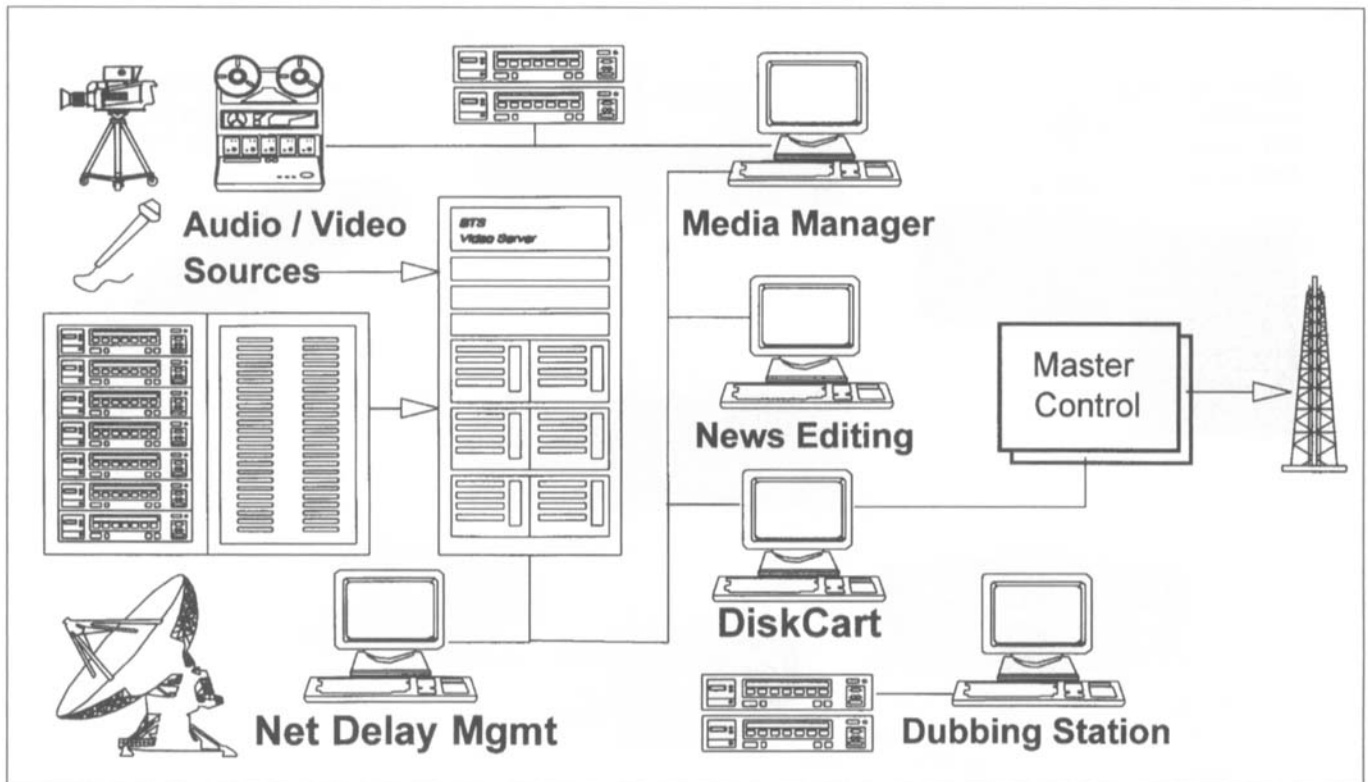 Audio / Video
Sources
BTS
Video Server
Media Manager
News Editing
Master
Control
DiskCart
Net Delay Mgmt
Dubbing Station